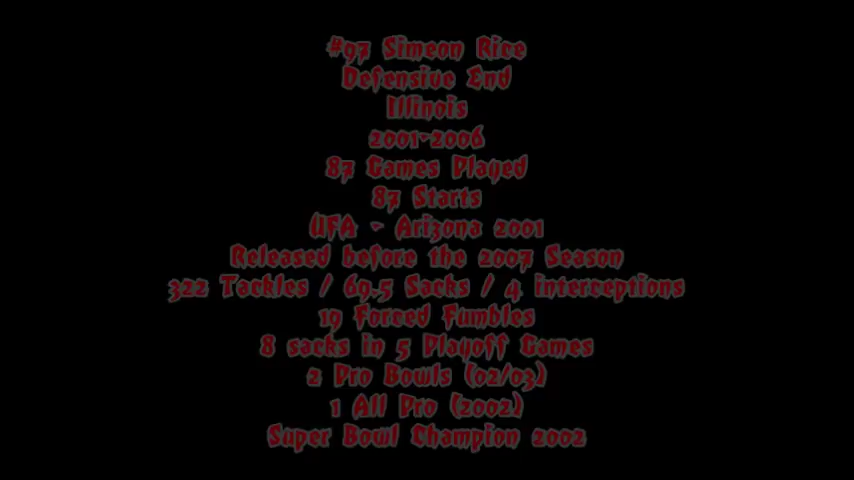 #97 Simeon Rice
Defensive End
Illinois
2001-2006
87 Games Played
87 Starts
UFA - Arizona 2001
Released before the 2007 Season
322 Tackles / 69.5 Sacks / 4 interceptions
19 Forced Fumbles
8 sacks in 5 Playoff Games
2 Pro Bowls (02/03)
1 All Pro (2002)
Super Bowl Champion 2002